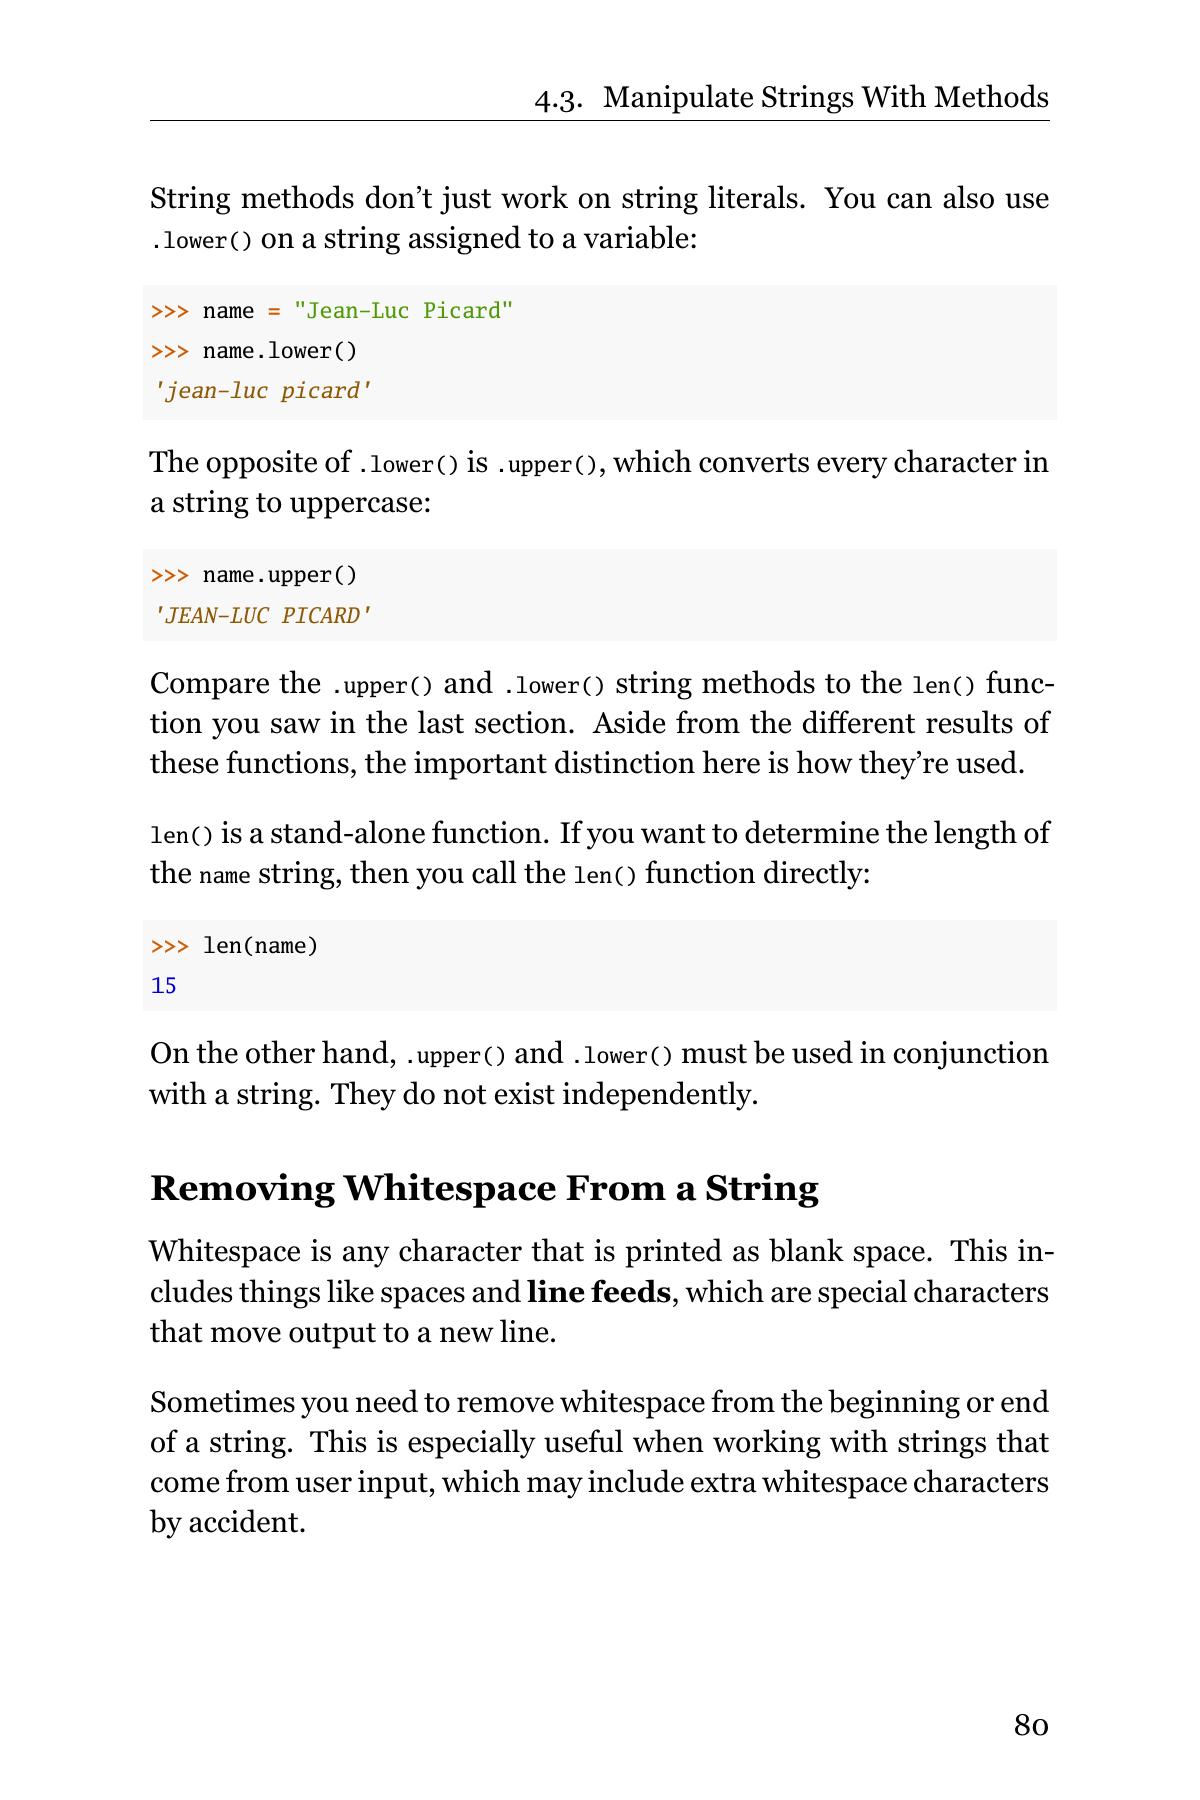 4.3. Manipulate Strings With Methods
String methods don’t just work on string literals. You can also use
.lower() on a string assigned to a variable:
>>> name = "Jean-Luc Picard"
>>> name.lower()
'jean-luc picard'
The opposite of .lower() is .upper(), which converts every character in
a string to uppercase:
>>> name.upper()
'JEAN-LUC PICARD'
Compare the .upper() and .lower() string methods to the len() func-
tion you saw in the last section. Aside from the different results of
these functions, the important distinction here is how they’re used.
len() is a stand-alone function. If you want to determine the length of
the name string, then you call the len() function directly:
>>> len(name)
15
On the other hand, .upper() and .lower() must be used in conjunction
with a string. They do not exist independently.
Removing Whitespace From a String
Whitespace is any character that is printed as blank space. This in-
cludes things like spaces and line feeds, which are special characters
that move output to a new line.
Sometimes you need to remove whitespace from the beginning or end
of a string. This is especially useful when working with strings that
come from user input, which may include extra whitespace characters
by accident.
80